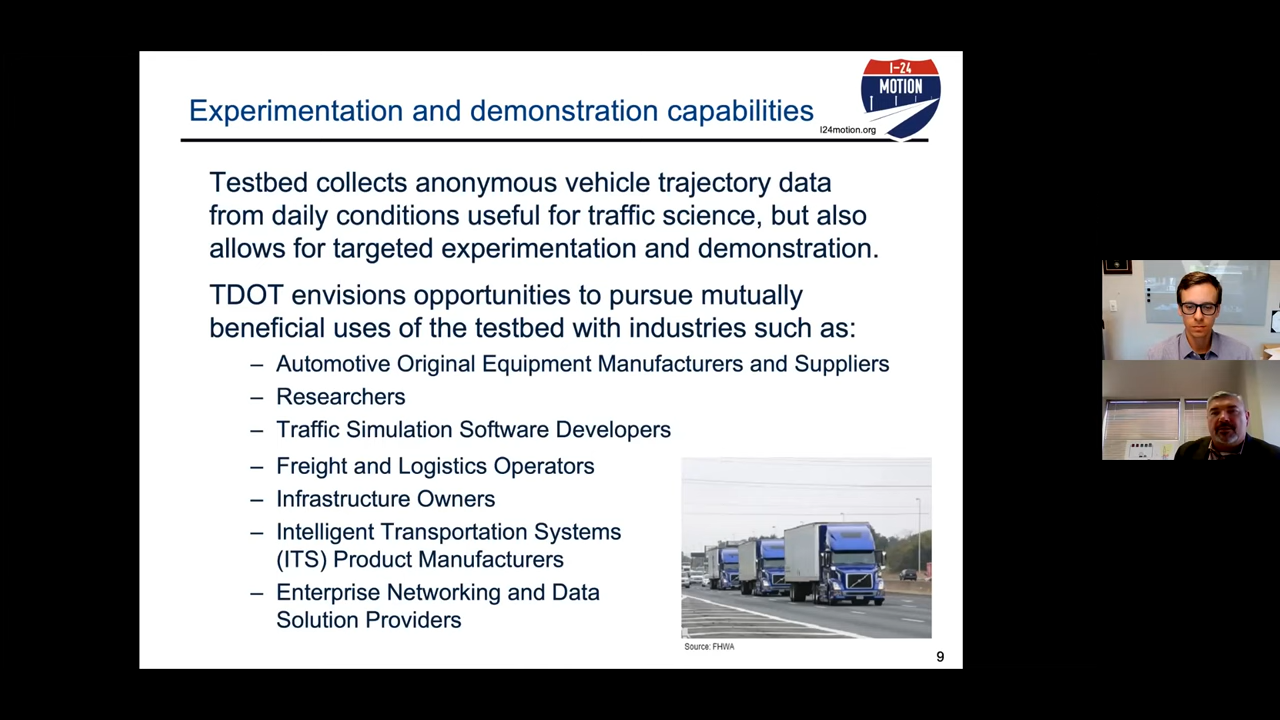 I-24
MOTION
I24motion.org
Experimentation and demonstration capabilities
Testbed collects anonymous vehicle trajectory data
from daily conditions useful for traffic science, but also
allows for targeted experimentation and demonstration.
TDOT envisions opportunities to pursue mutually
beneficial uses of the testbed with industries such as:
– Automotive Original Equipment Manufacturers and Suppliers
– Researchers
– Traffic Simulation Software Developers
– Freight and Logistics Operators
– Infrastructure Owners
– Intelligent Transportation Systems
(ITS) Product Manufacturers
– Enterprise Networking and Data
Solution Providers
Source: FHWA
9